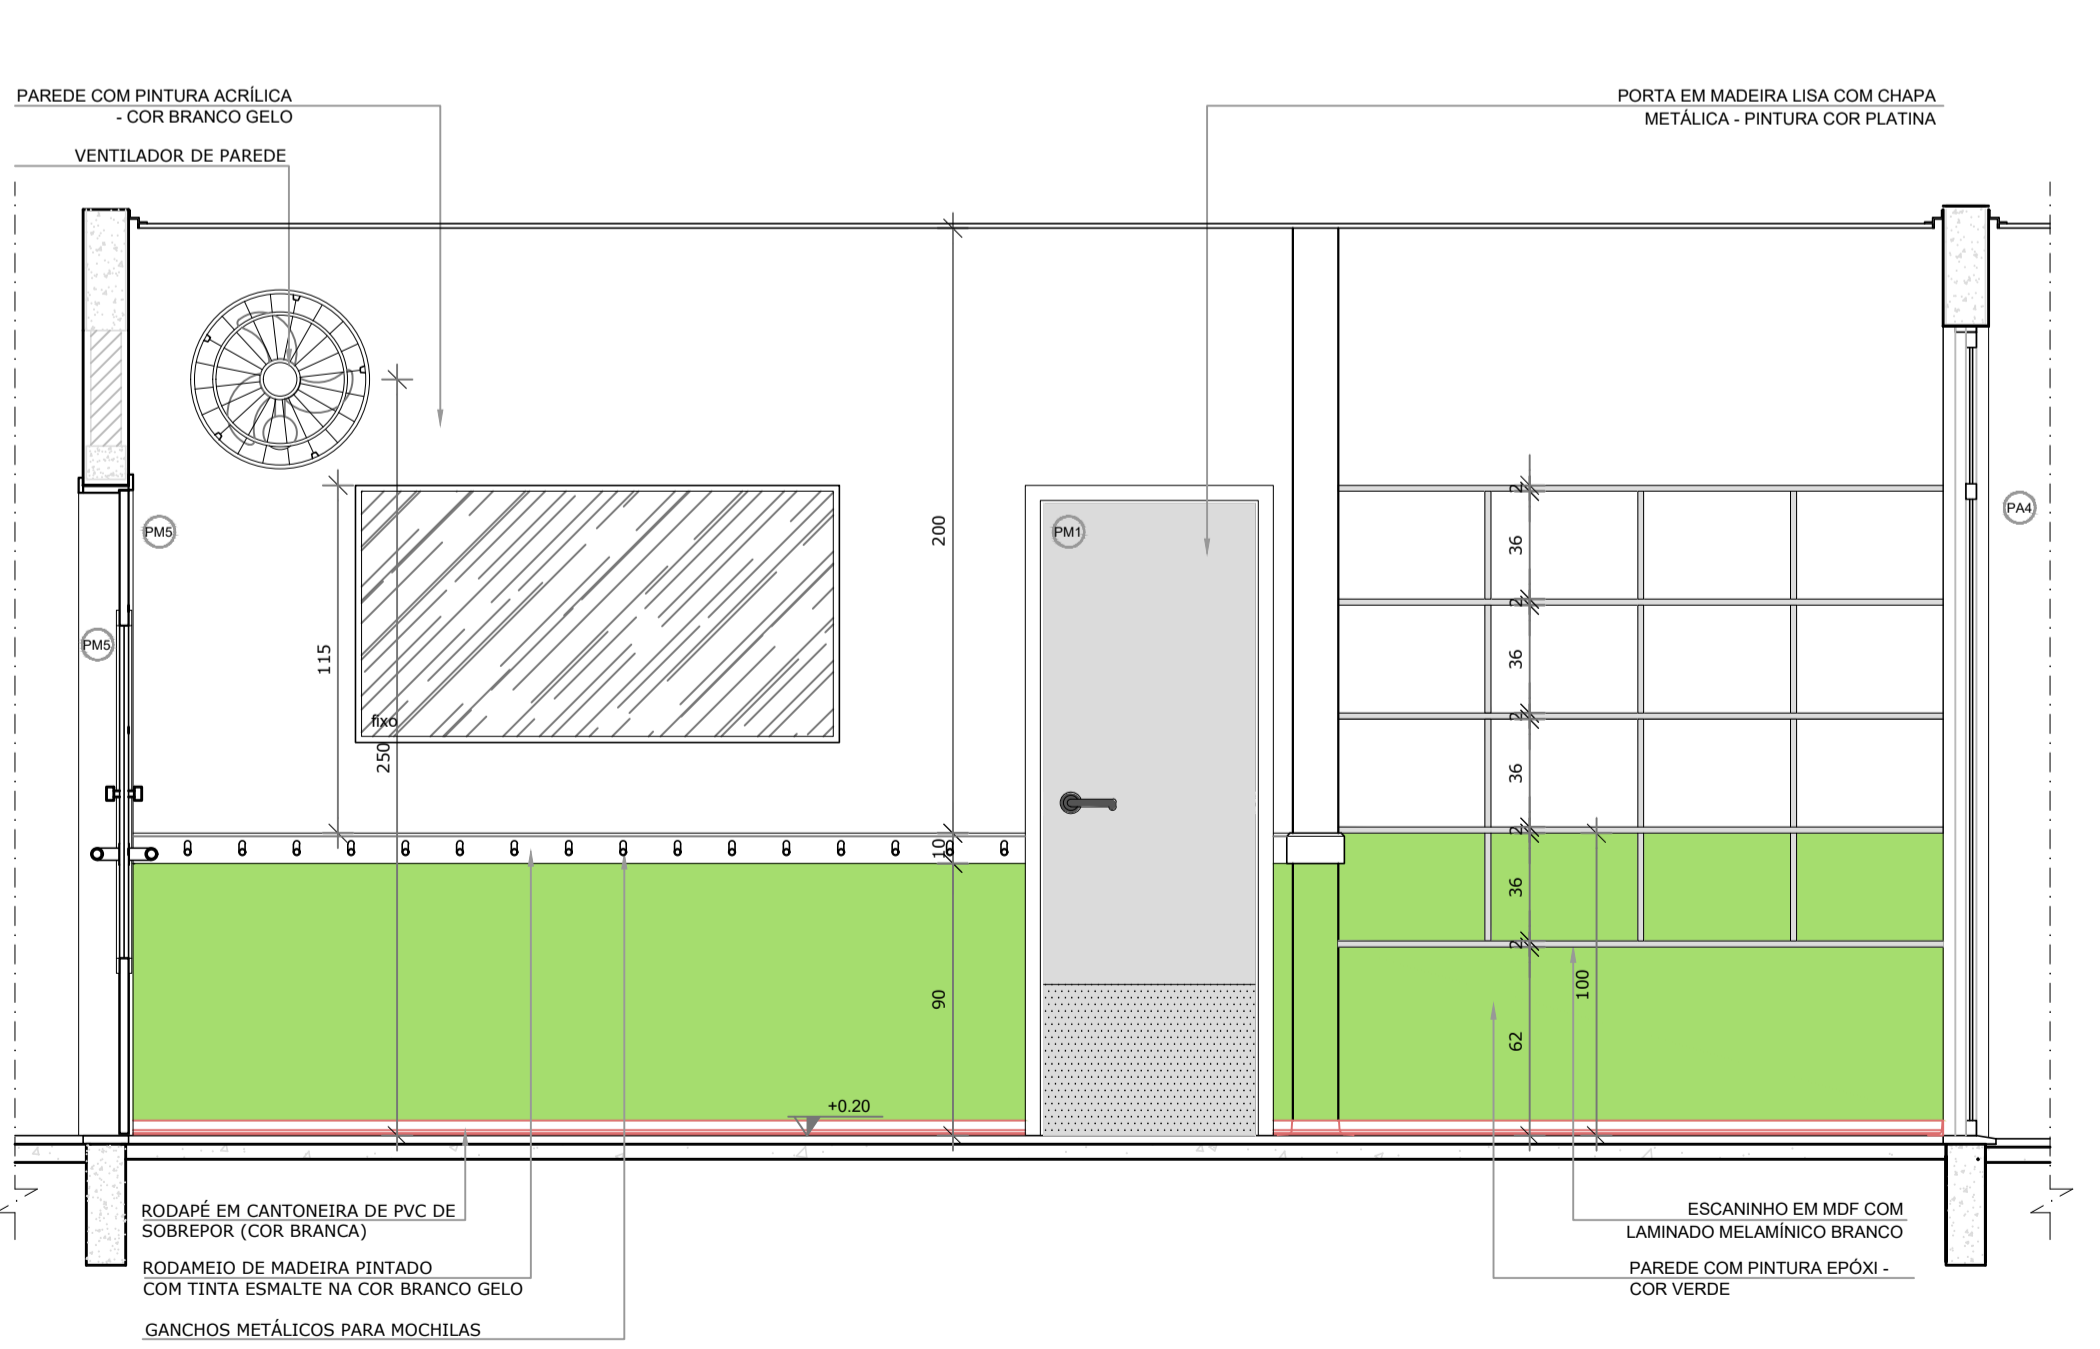 PAREDE COM PINTURA ACRÍLICA
- COR BRANCO GELO
VENTILADOR DE PAREDE
PORTA EM MADEIRA LISA COM CHAPA
METÁLICA - PINTURA COR PLATINA
PM5
PM5
PM1
PA4
fixo
115
250
200
10
90
2
36
2
36
2
36
2
36
2
62
100
+0.20
RODAPÉ EM CANTONEIRA DE PVC DE
SOBREPOR (COR BRANCA)
RODAMEIO DE MADEIRA PINTADO
COM TINTA ESMALTE NA COR BRANCO GELO
GANCHOS METÁLICOS PARA MOCHILAS
ESCANINHO EM MDF COM
LAMINADO MELAMÍNICO BRANCO
PAREDE COM PINTURA EPÓXI -
COR VERDE